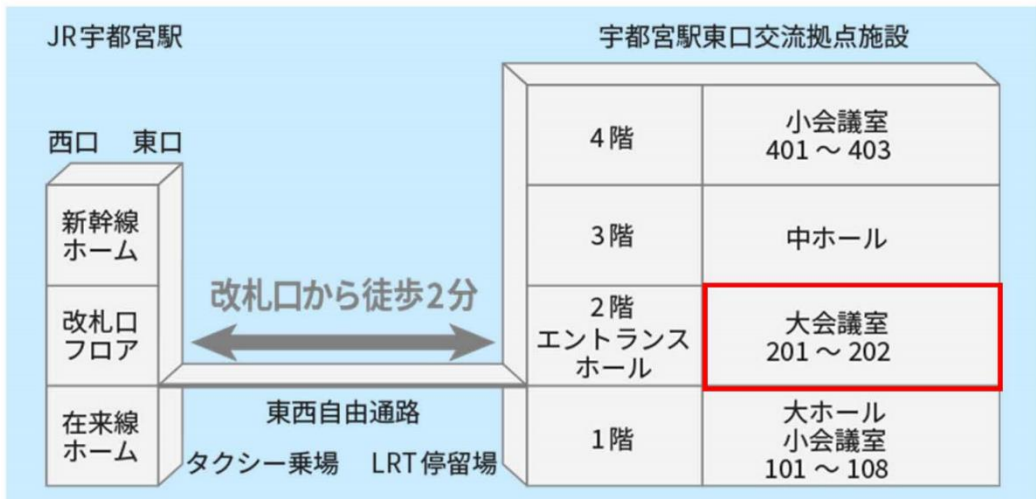 JR宇都宮駅
宇都宮駅東口交流拠点施設
西口 東口
新幹線
ホーム
改札口
フロア
在来線
ホーム
改札口から徒歩2分
東西自由通路
タクシー乗場 LRT停留場
4階
小会議室
401～403
3階
中ホール
2階
エントランス
ホール
大会議室
201～202
1階
大ホール
小会議室
101～108